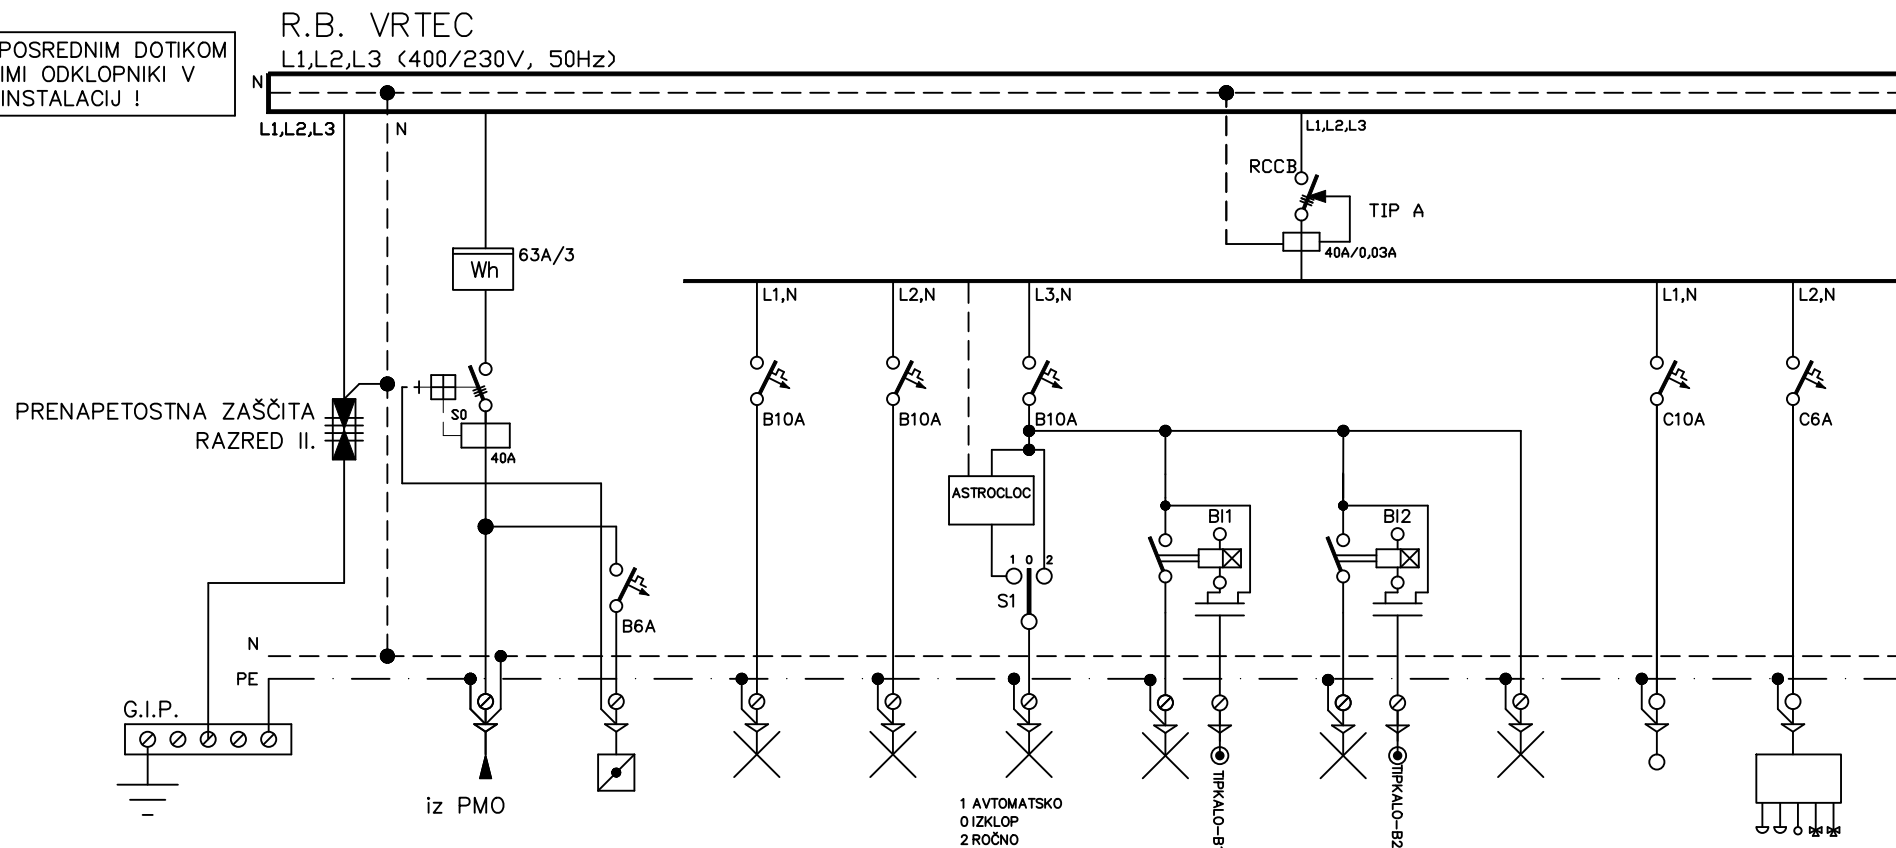 POSREDNIM DOTIKOM
IMI ODKLOPNIKI V
INSTALACIJ !
R.B. VRTEC
L1,L2,L3 (400/230V, 50Hz)
N
L1,L2,L3
N
L1,L2,L3
RCCB
TIP A
40A/0,03A
63A/3
Wh
L1,N
L2,N
L3,N
L1,N
L2,N
PRENAPETOSTNA ZAŠČITA
RAZRED II.
S0
40A
B10A
B10A
B10A
C10A
C6A
ASTROCLOC
BI1
BI2
1 0 2
S1
B6A
N
PE
G.I.P.
iz PMO
1 AVTOMATSKO
0 IZKLOP
2 ROČNO
TIPKALO-B
TIPKALO-B2